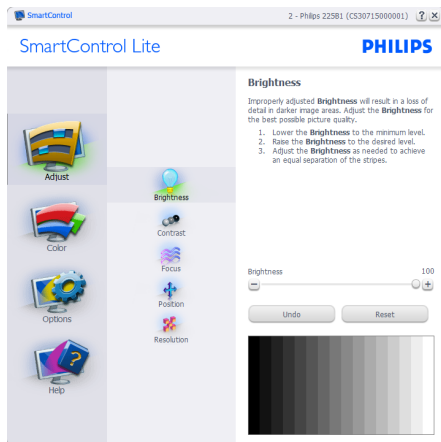 SmartControl
2 - Philips 225B1 (CS30715000001)
? x
SmartControl Lite
PHILIPS
Adjust
Color
Options
?
Help
Brightness
Contrast
Focus
Position
Resolution
Brightness
Improperly adjusted Brightness will result in a loss of
detail in darker image areas. Adjust the Brightness for
the best possible picture quality.
1. Lower the Brightness to the minimum level.
2. Raise the Brightness to the desired level.
3. Adjust the Brightness as needed to achieve
an equal separation of the stripes.
Brightness 100
Undo Reset